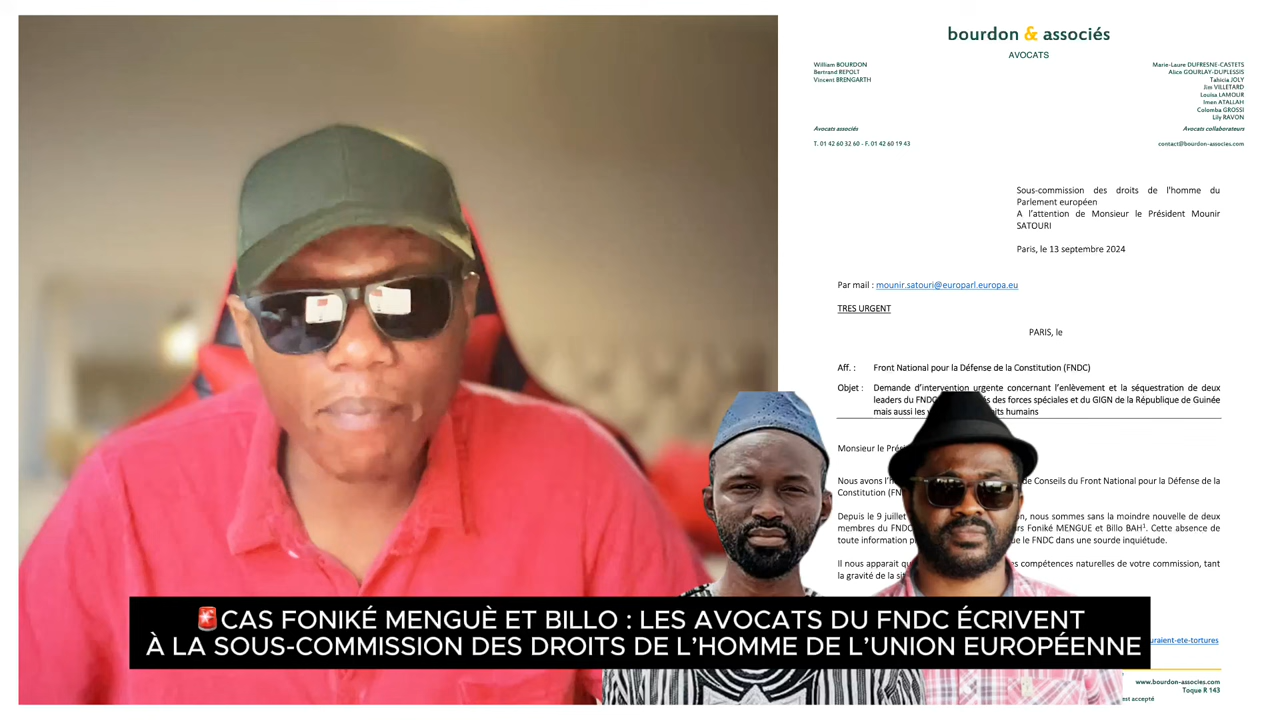 bourdon & associés
AVOCATS
William BOURDON
Bertrand REPOLT
Vincent BRENGARTH
Marie-Laure DUFRESNE-CASTETS
Alice GOURLAY-DUPLESSIS
Tahicia JOLY
Jim VILLETARD
Louisa LAMOUR
Imen ATALLAH
Colomba GROSSI
Lily RAVON
Avocats associés
Avocats collaborateurs
T. 01 42 60 32 60 - F. 01 42 60 19 43
contact@bourdon-associes.com
Sous-commission des droits de l'homme du
Parlement européen
A l'attention de Monsieur le Président Mounir
SATOURI
Paris, le 13 septembre 2024
Par mail : mounir.satouri@europarl.europa.eu
TRES URGENT
PARIS, le
Aff. : Front National pour la Défense de la Constitution (FNDC)
Objet : Demande d'intervention urgente concernant l'enlèvement et la séquestration de deux
leaders du FNDC des forces spéciales et du GIGN de la République de Guinée
mais aussi les humains
Monsieur le
Nous avons de Conseils du Front National pour la Défense de la
Constitution
Depuis le 9 juillet nous sommes sans la moindre nouvelle de deux
membres du FNDC Foniké MENGUE et Billo BAH¹. Cette absence de
toute information le FNDC dans une sourde inquiétude.
Il nous apparait compétences naturelles de votre commission, tant
la gravité de la
🚨CAS FONIKÉ MENGUÈ ET BILLO : LES AVOCATS DU FNDC ÉCRIVENT
À LA SOUS-COMMISSION DES DROITS DE L'HOMME DE L'UNION EUROPÉENNE
uraient-ete-tortures
www.bourdon-associes.com
Toque R 143
est accepté